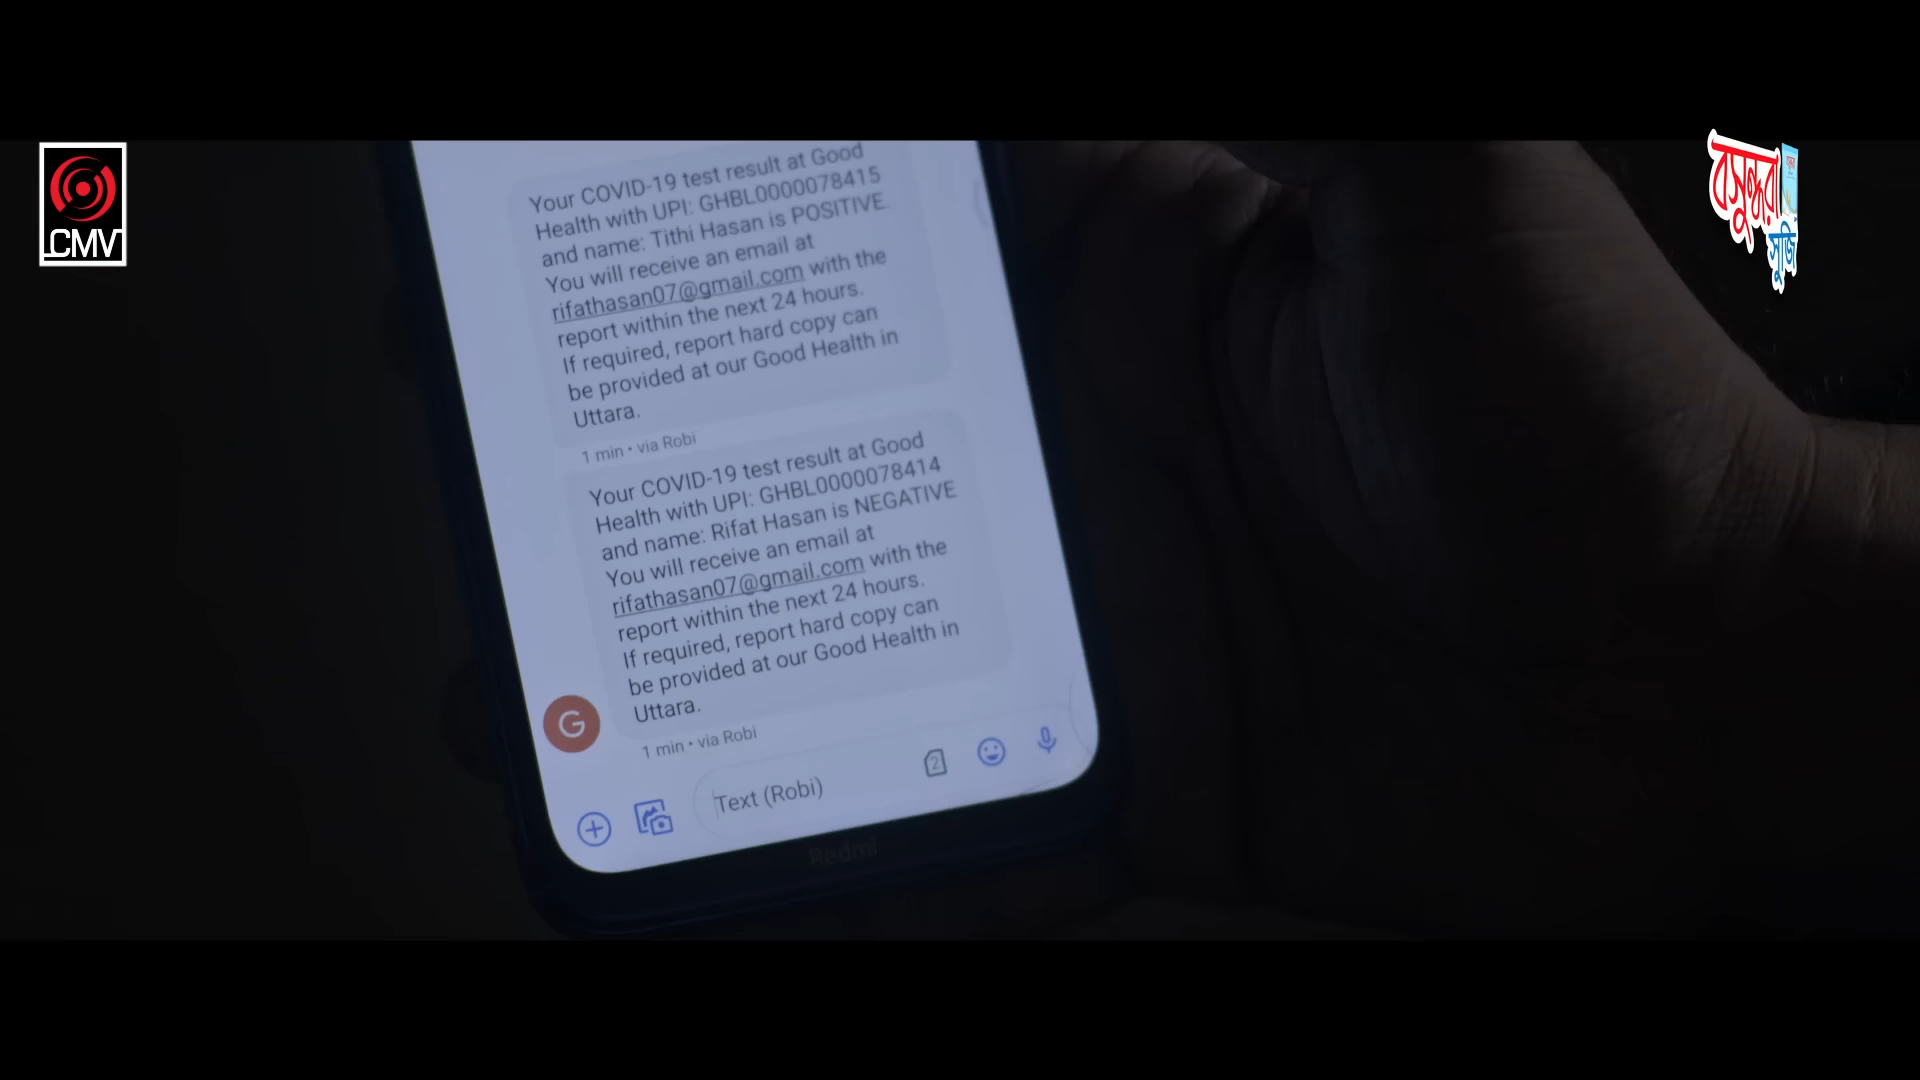 CMV
বসুন্ধরা
সুজি
Your COVID-19 test result at Good
Health with UPI: GHBL0000078415
and name: Tithi Hasan is POSITIVE.
You will receive an email at
rifathasan07@gmail.com with the
report within the next 24 hours.
If required, report hard copy can
be provided at our Good Health in
Uttara.
1 min • via Robi
Your COVID-19 test result at Good
Health with UPI: GHBL0000078414
and name: Rifat Hasan is NEGATIVE
You will receive an email at
rifathasan07@gmail.com with the
report within the next 24 hours.
If required, report hard copy can
be provided at our Good Health in
Uttara.
G
1 min • via Robi
Text (Robi)
2
Redmi